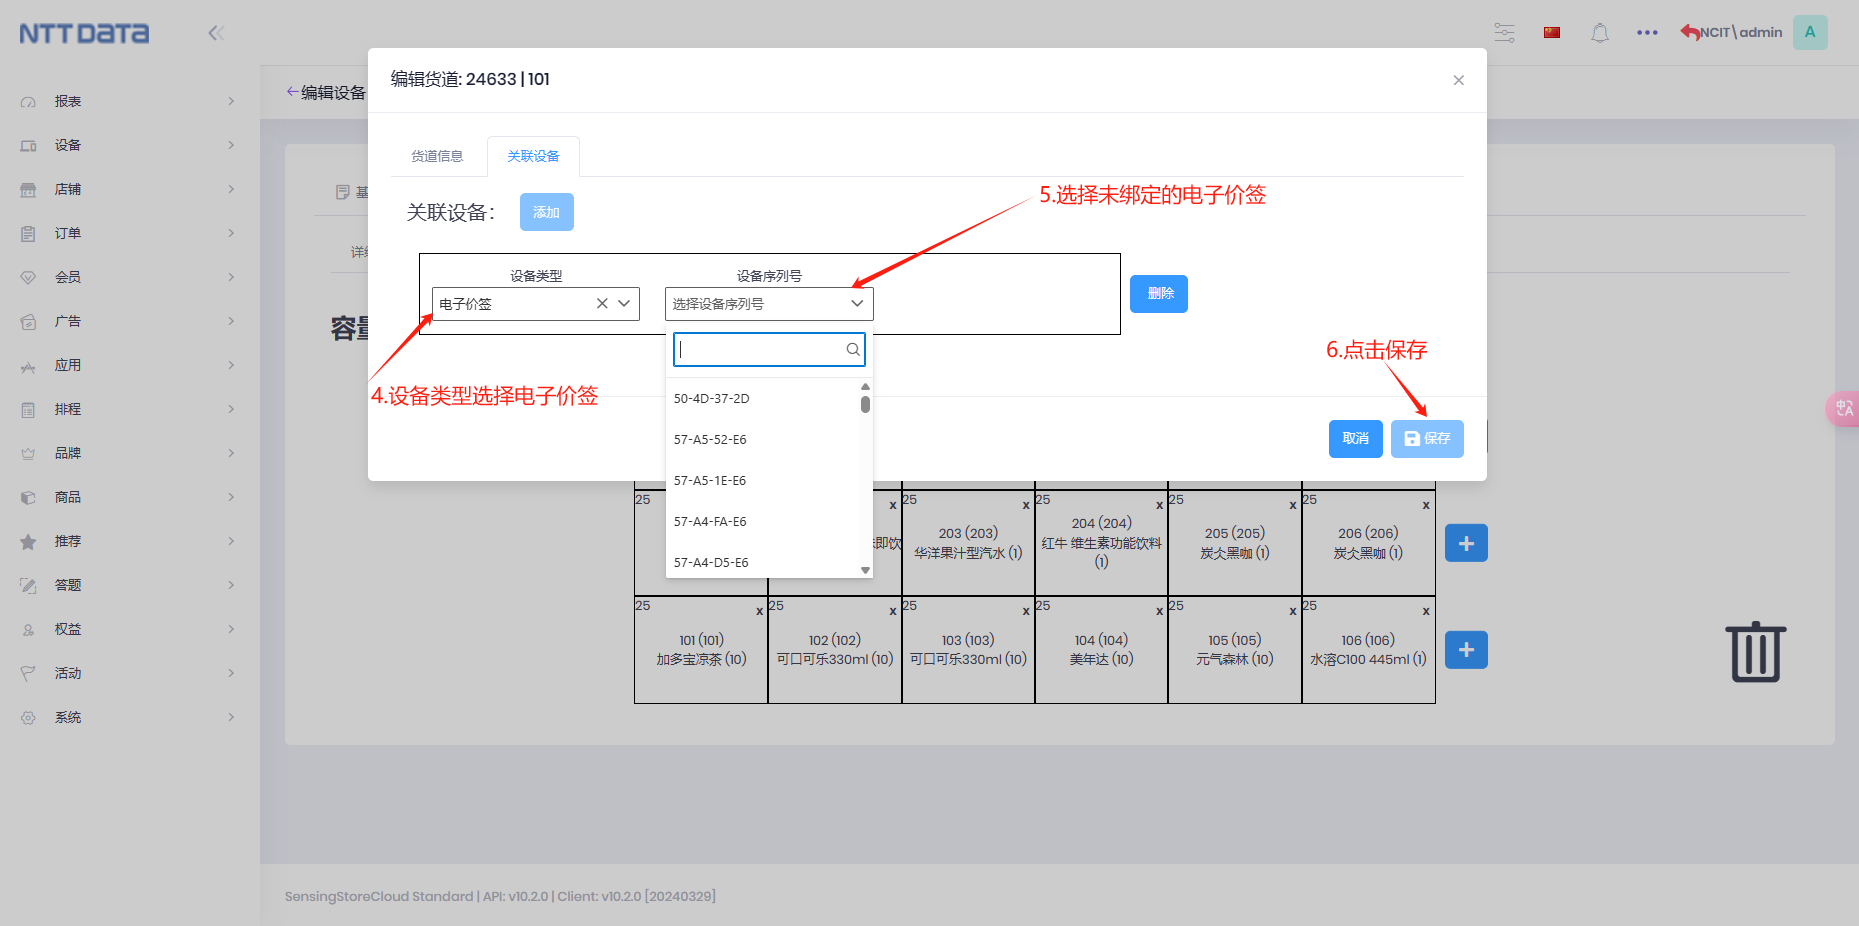 NTT DATA
NCIT\admin
A
编辑货道: 24633 | 101
编辑设备
报表
设备
店铺
订单
会员
广告
应用
排程
品牌
商品
推荐
答题
权益
活动
系统
货道信息
关联设备
关联设备：
添加
5.选择未绑定的电子价签
设备类型
设备序列号
电子价签
选择设备序列号
删除
容量
4.设备类型选择电子价签
6.点击保存
50-4D-37-2D
57-A5-52-E6
57-A5-1E-E6
57-A4-FA-E6
57-A4-D5-E6
取消
保存
中A
25
x
25
x
25
x
25
x
25
x
即饮
203 (203)
华洋果汁型汽水 (1)
204 (204)
红牛 维生素功能饮料
(1)
205 (205)
炭仌黑咖 (1)
206 (206)
炭仌黑咖 (1)
+
25
x
25
x
25
x
25
x
25
x
25
x
101 (101)
加多宝凉茶 (10)
102 (102)
可口可乐330ml (10)
103 (103)
可口可乐330ml (10)
104 (104)
美年达 (10)
105 (105)
元气森林 (10)
106 (106)
水溶C100 445ml (1)
+
SensingStoreCloud Standard | API: v10.2.0 | Client: v10.2.0 [20240329]